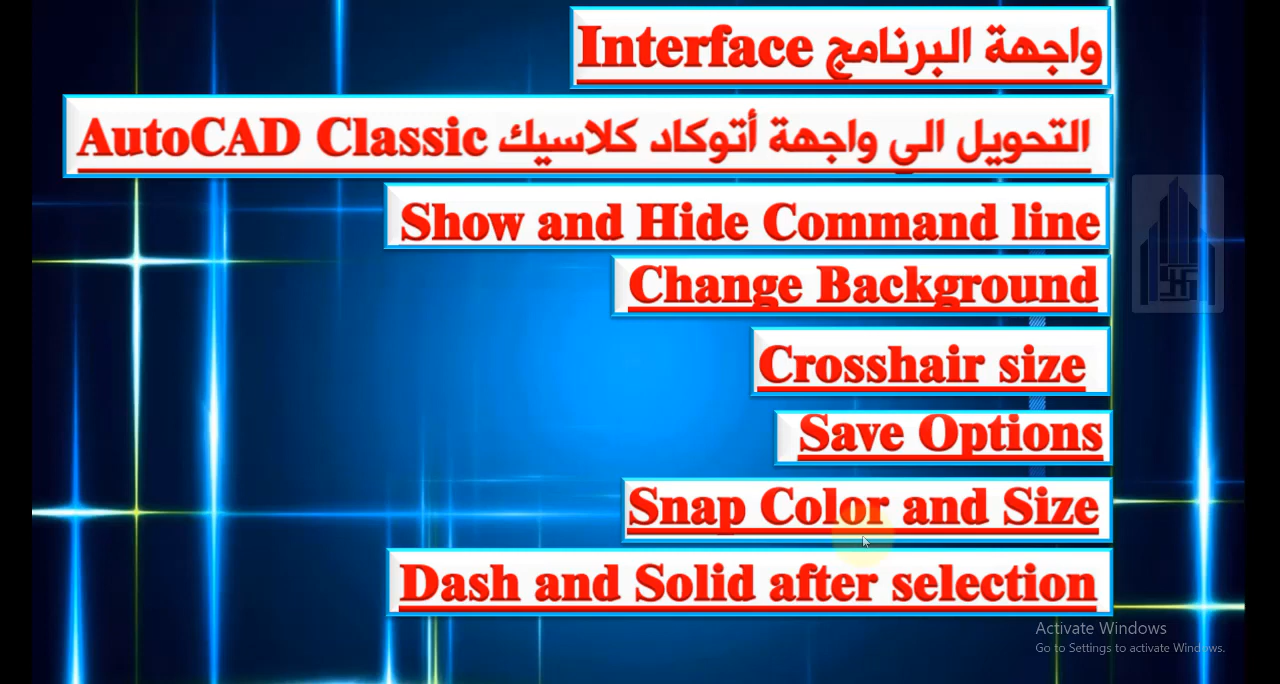 واجهة البرنامج Interface
التحويل الى واجهة أتوكاد كلاسيك AutoCAD Classic
Show and Hide Command line
Change Background
Crosshair size
Save Options
Snap Color and Size
Dash and Solid after selection
Activate Windows
Go to Settings to activate Windows.